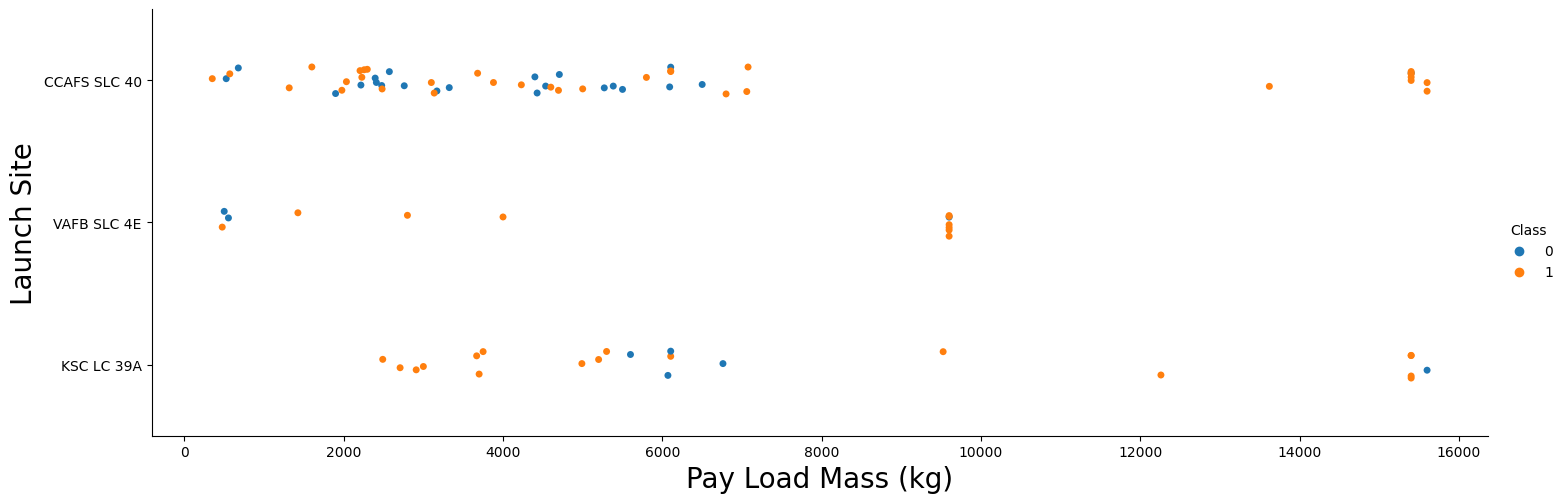 CCAFS SLC 40
VAFB SLC 4E
KSC LC 39A
Launch Site
0 2000 4000 6000 8000 10000 12000 14000 16000
Pay Load Mass (kg)
Class
0
1